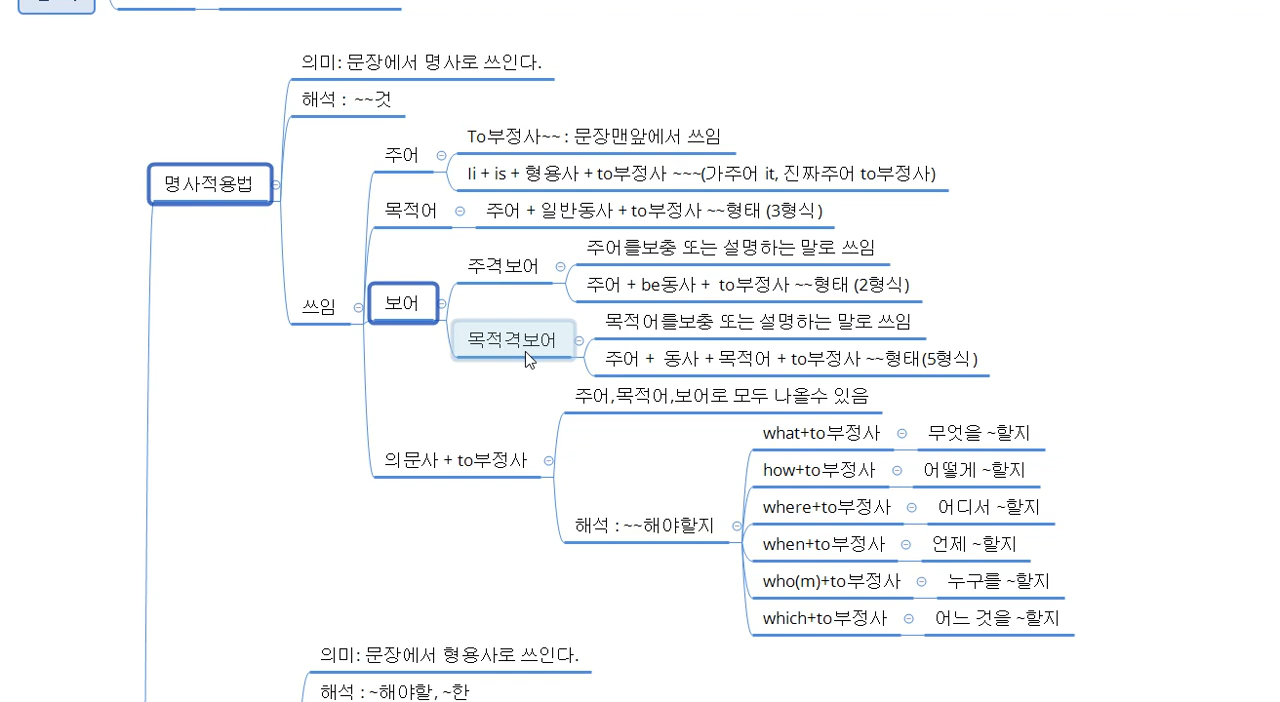 의미: 문장에서 명사로 쓰인다.
해석 : ~~것
명사적용법
쓰임
주어
To부정사~~ : 문장맨앞에서 쓰임
Ii + is + 형용사 + to부정사 ~~~(가주어 it, 진짜주어 to부정사)
목적어
주어 + 일반동사 + to부정사 ~~형태 (3형식)
보어
주격보어
주어를보충 또는 설명하는 말로 쓰임
주어 + be동사 + to부정사 ~~형태 (2형식)
목적격보어
목적어를보충 또는 설명하는 말로 쓰임
주어 + 동사 + 목적어 + to부정사 ~~형태(5형식)
의문사 + to부정사
주어,목적어,보어로 모두 나올수 있음
해석 : ~~해야할지
what+to부정사
무엇을 ~할지
how+to부정사
어떻게 ~할지
where+to부정사
어디서 ~할지
when+to부정사
언제 ~할지
who(m)+to부정사
누구를 ~할지
which+to부정사
어느 것을 ~할지
의미: 문장에서 형용사로 쓰인다.
해석 : ~해야할, ~한